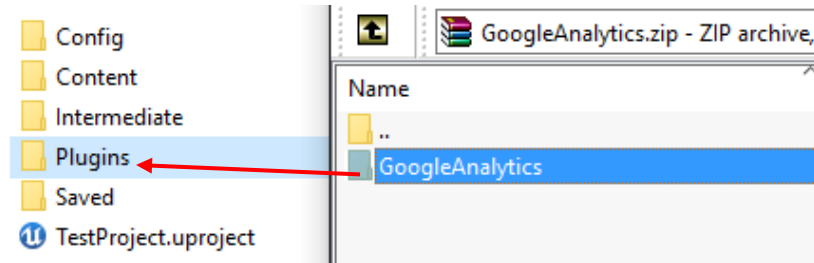 Config
Content
Intermediate
Plugins
Saved
TestProject.uproject
GoogleAnalytics.zip - ZIP archive,
Name
..
GoogleAnalytics